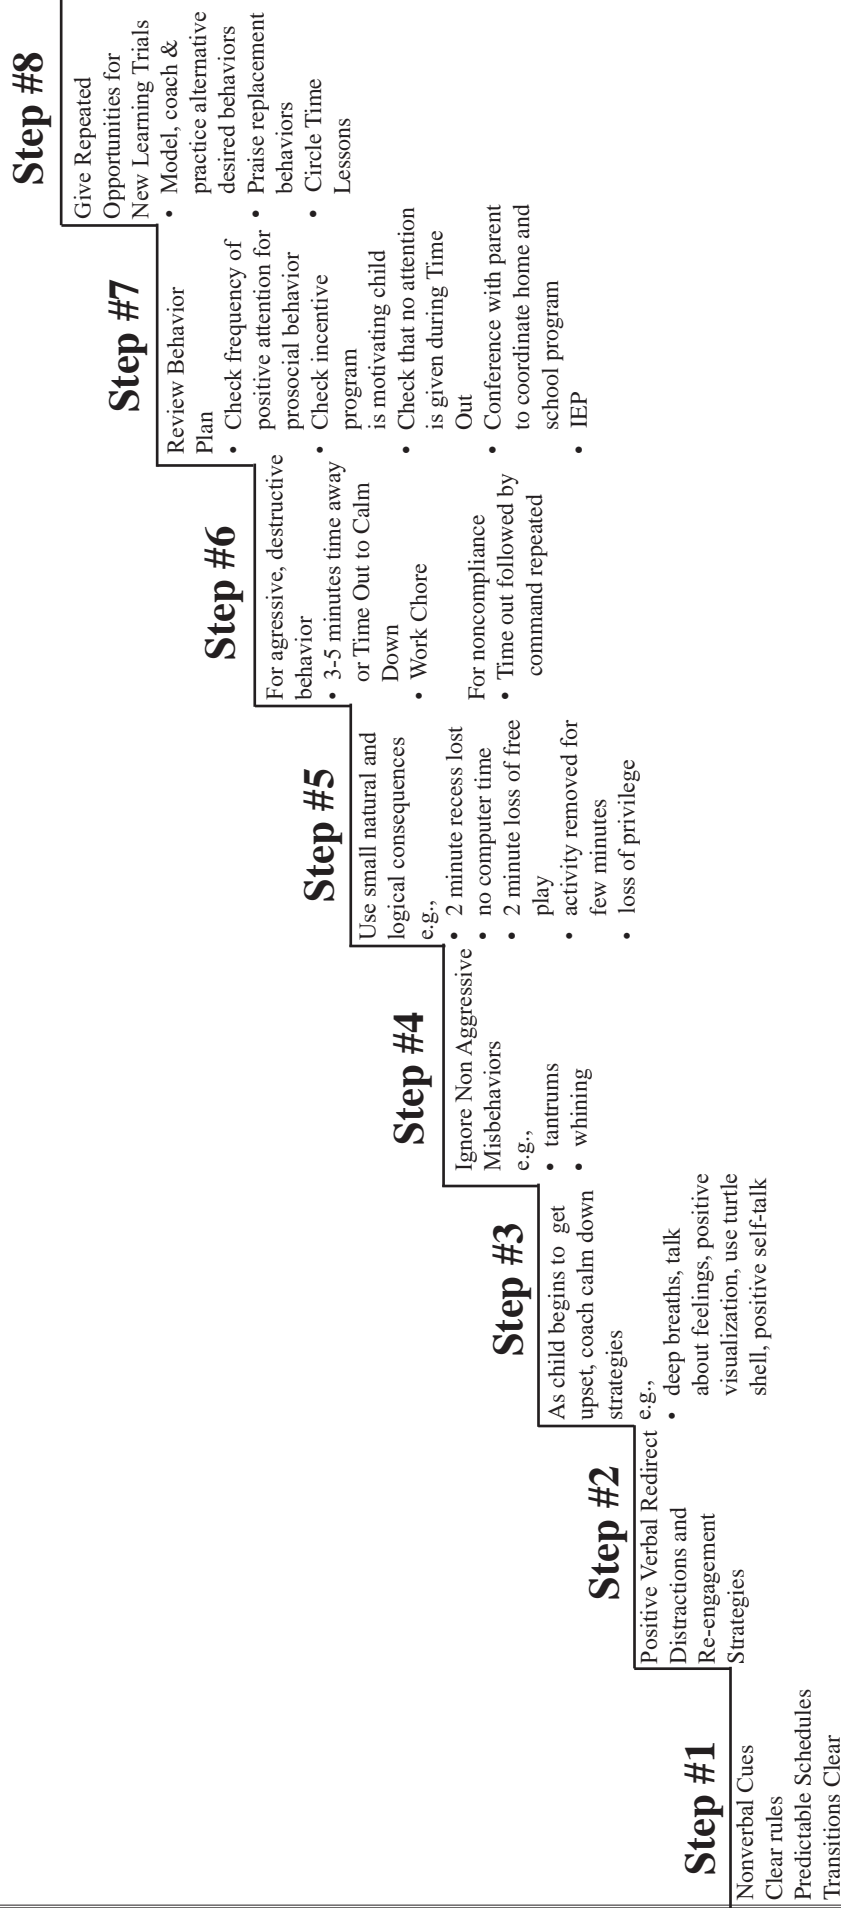 Step #1
Nonverbal Cues
Clear rules
Predictable Schedules
Transitions Clear
Step #2
Positive Verbal Redirect
Distractions and
Re-engagement
Strategies
Step #3
As child begins to get
upset, coach calm down
strategies
e.g.,
• deep breaths, talk
about feelings, positive
visualization, use turtle
shell, positive self-talk
Step #4
Ignore Non Aggressive
Misbehaviors
e.g.,
• tantrums
• whining
Step #5
Use small natural and
logical consequences
e.g.,
• 2 minute recess lost
• no computer time
• 2 minute loss of free
play
• activity removed for
few minutes
• loss of privilege
Step #6
For agressive, destructive
behavior
• 3-5 minutes time away
or Time Out to Calm
Down
• Work Chore
For noncompliance
• Time out followed by
command repeated
Step #7
Review Behavior
Plan
• Check frequency of
positive attention for
prosocial behavior
• Check incentive
program
is motivating child
• Check that no attention
is given during Time
Out
• Conference with parent
to coordinate home and
school program
• IEP
Step #8
Give Repeated
Opportunities for
New Learning Trials
• Model, coach &
practice alternative
desired behaviors
• Praise replacement
behaviors
• Circle Time
Lessons